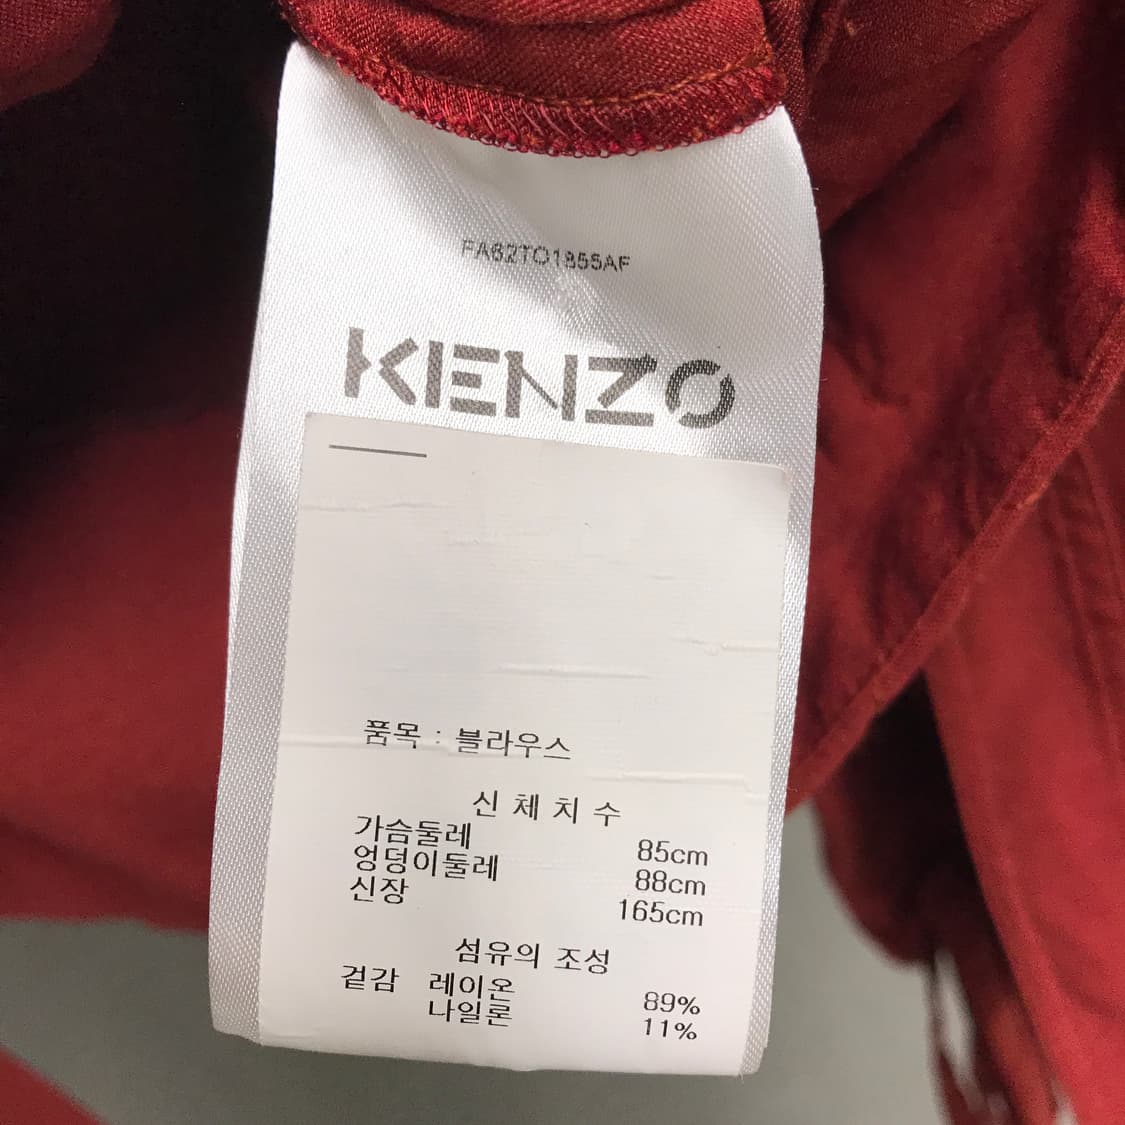 FA62TO1855AF
KENZO
품목 : 블라우스
신 체 치 수
가슴둘레 85cm
엉덩이둘레 88cm
신장 165cm
섬유의 조성
겉감 레이온 89%
나일론 11%